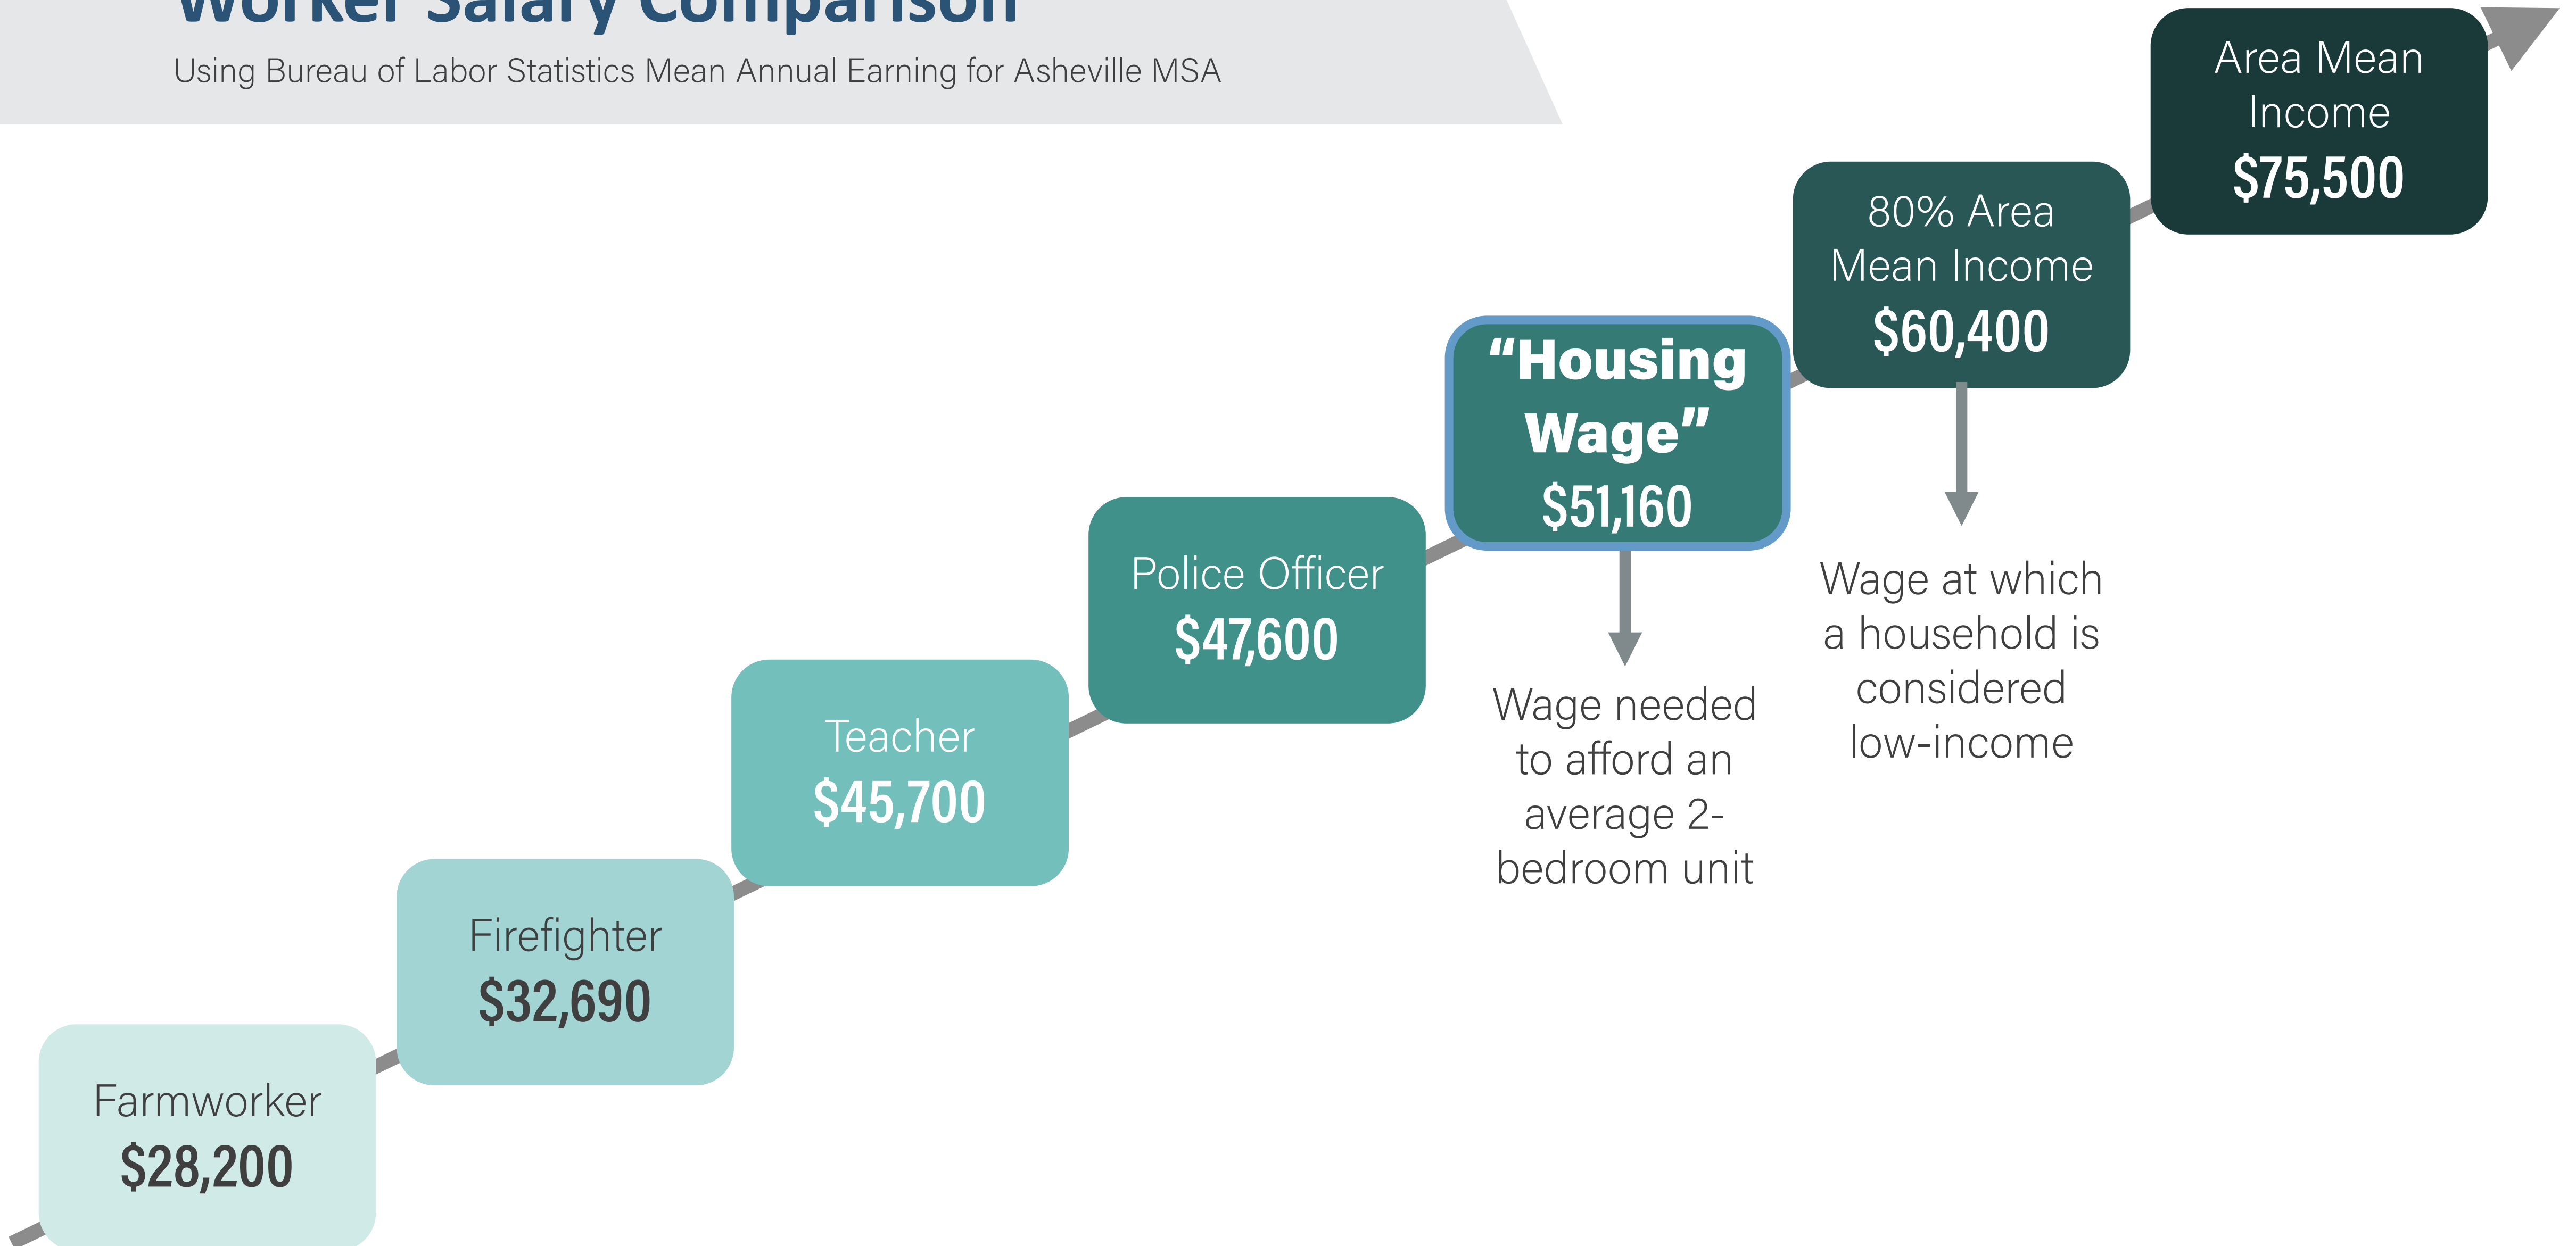 Worker Salary Comparison
Using Bureau of Labor Statistics Mean Annual Earning for Asheville MSA
Area Mean
Income
$75,500
80% Area
Mean Income
$60,400
“Housing
Wage”
$51,160
Police Officer
$47,600
Wage at which
a household is
considered
low-income
Wage needed
to afford an
average 2-
bedroom unit
Teacher
$45,700
Firefighter
$32,690
Farmworker
$28,200